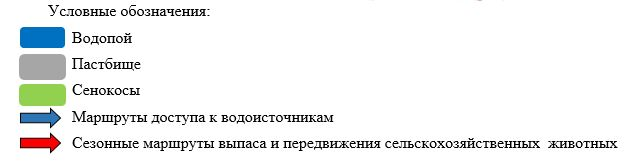 Условные обозначения:
Водопой
Пастбище
Сенокосы
Маршруты доступа к водоисточникам
Сезонные маршруты выпаса и передвижения сельскохозяйственных животных